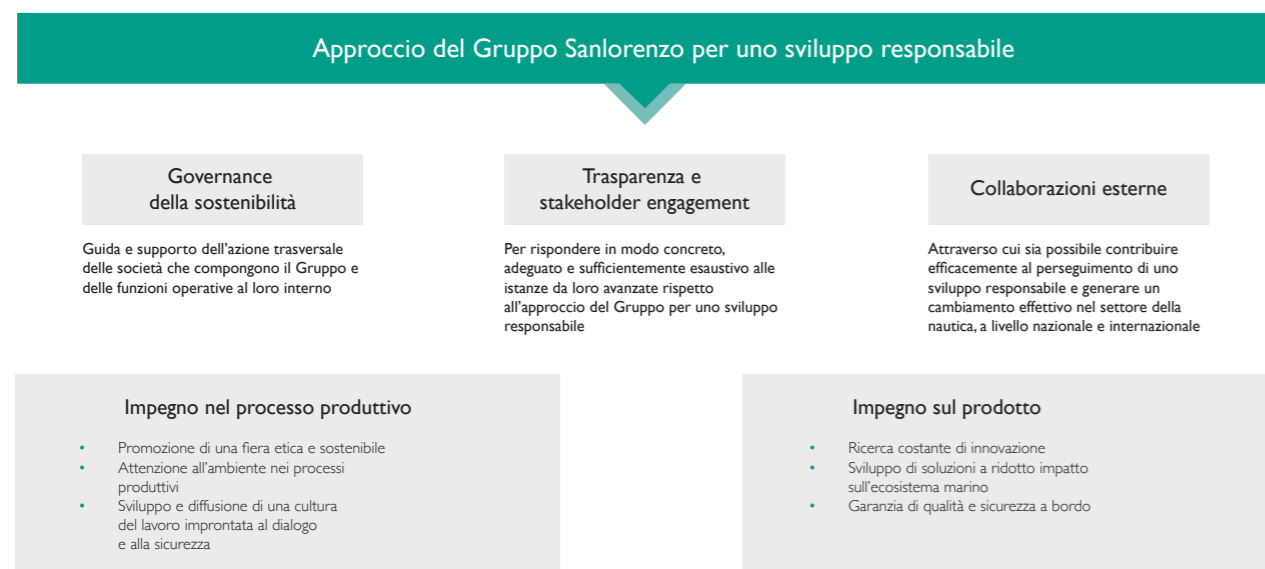 Approccio del Gruppo Sanlorenzo per uno sviluppo responsabile
Governance
della sostenibilità
Guida e supporto dell'azione trasversale
delle società che compongono il Gruppo e
delle funzioni operative al loro interno
Trasparenza e
stakeholder engagement
Per rispondere in modo concreto,
adeguato e sufficientemente esaustivo alle
istanze da loro avanzate rispetto
all'approccio del Gruppo per uno sviluppo
responsabile
Collaborazioni esterne
Attraverso cui sia possibile contribuire
efficacemente al perseguimento di uno
sviluppo responsabile e generare un
cambiamento effettivo nel settore della
nautica, a livello nazionale e internazionale
Impegno nel processo produttivo
• Promozione di una fiera etica e sostenibile
• Attenzione all'ambiente nei processi
produttivi
• Sviluppo e diffusione di una cultura
del lavoro improntata al dialogo
e alla sicurezza
Impegno sul prodotto
• Ricerca costante di innovazione
• Sviluppo di soluzioni a ridotto impatto
sull'ecosistema marino
• Garanzia di qualità e sicurezza a bordo